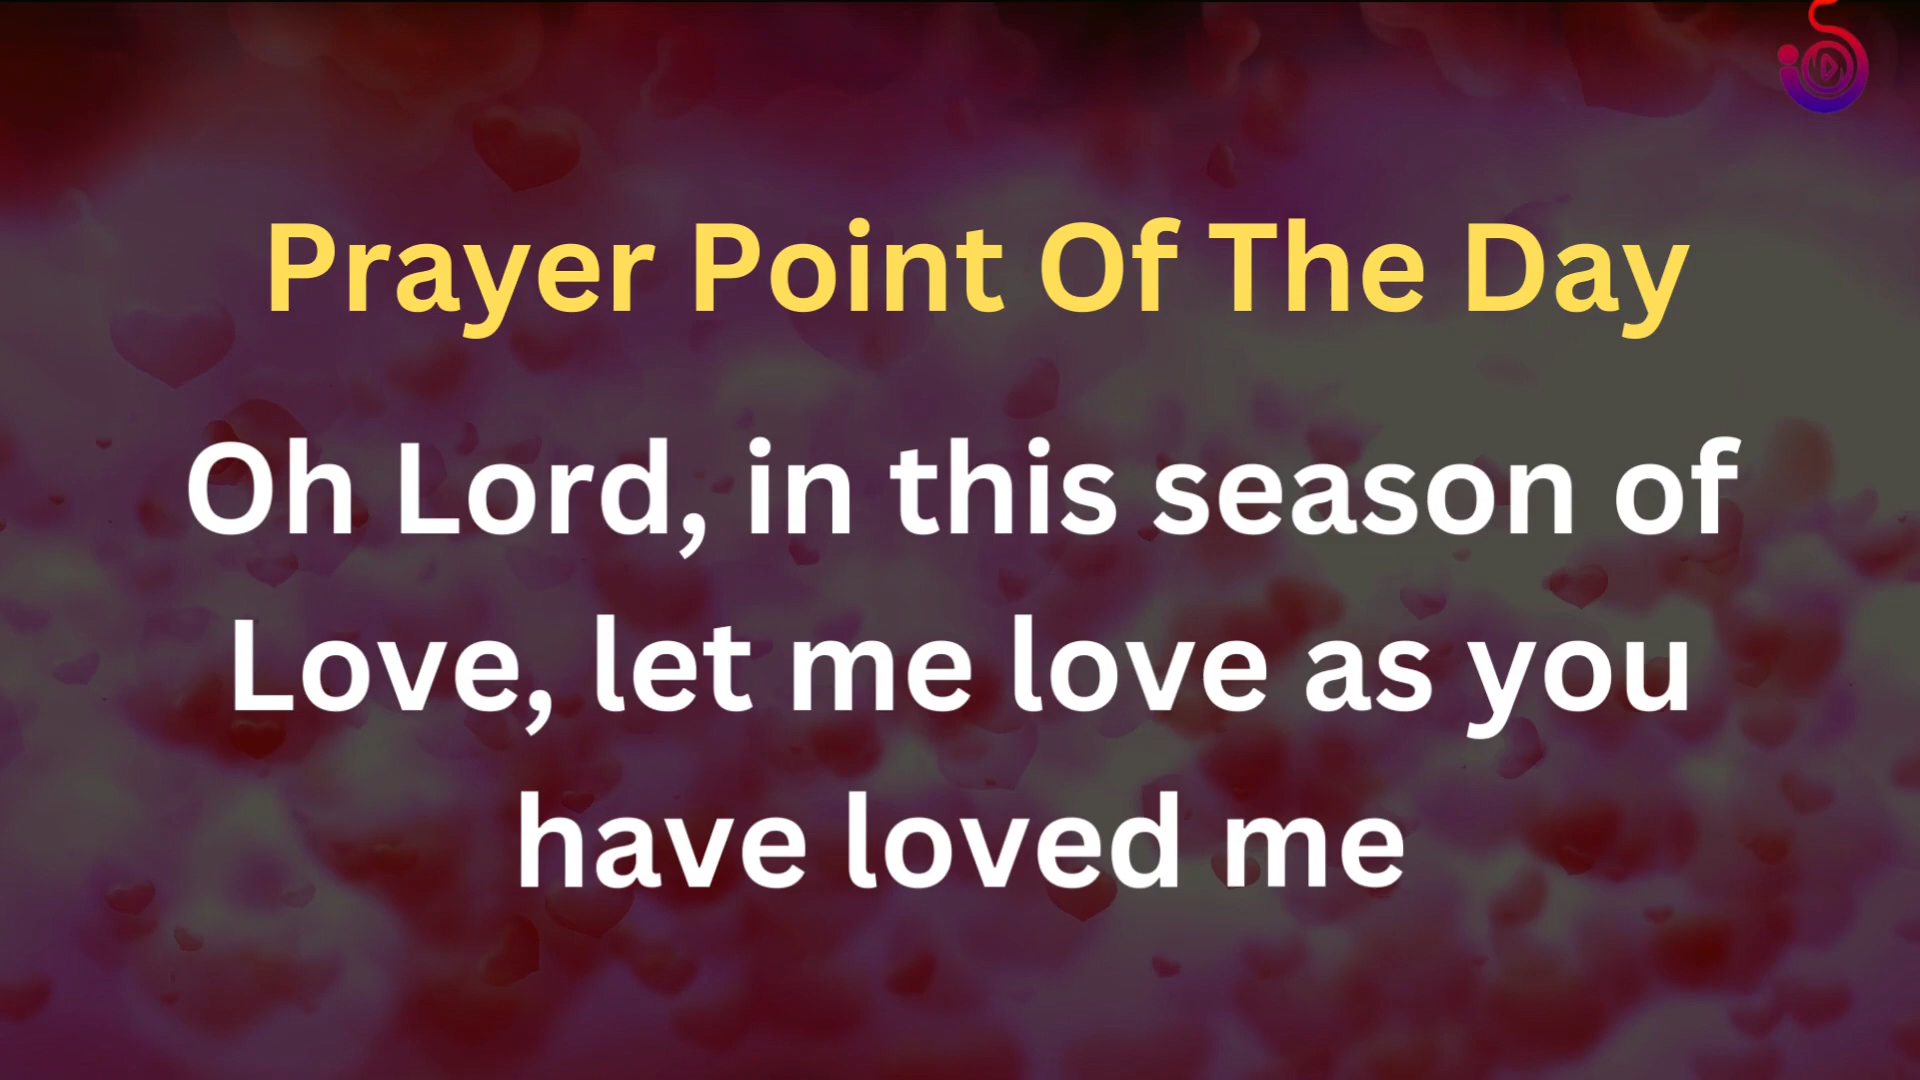 Prayer Point Of The Day
Oh Lord, in this season of
Love, let me love as you
have loved me